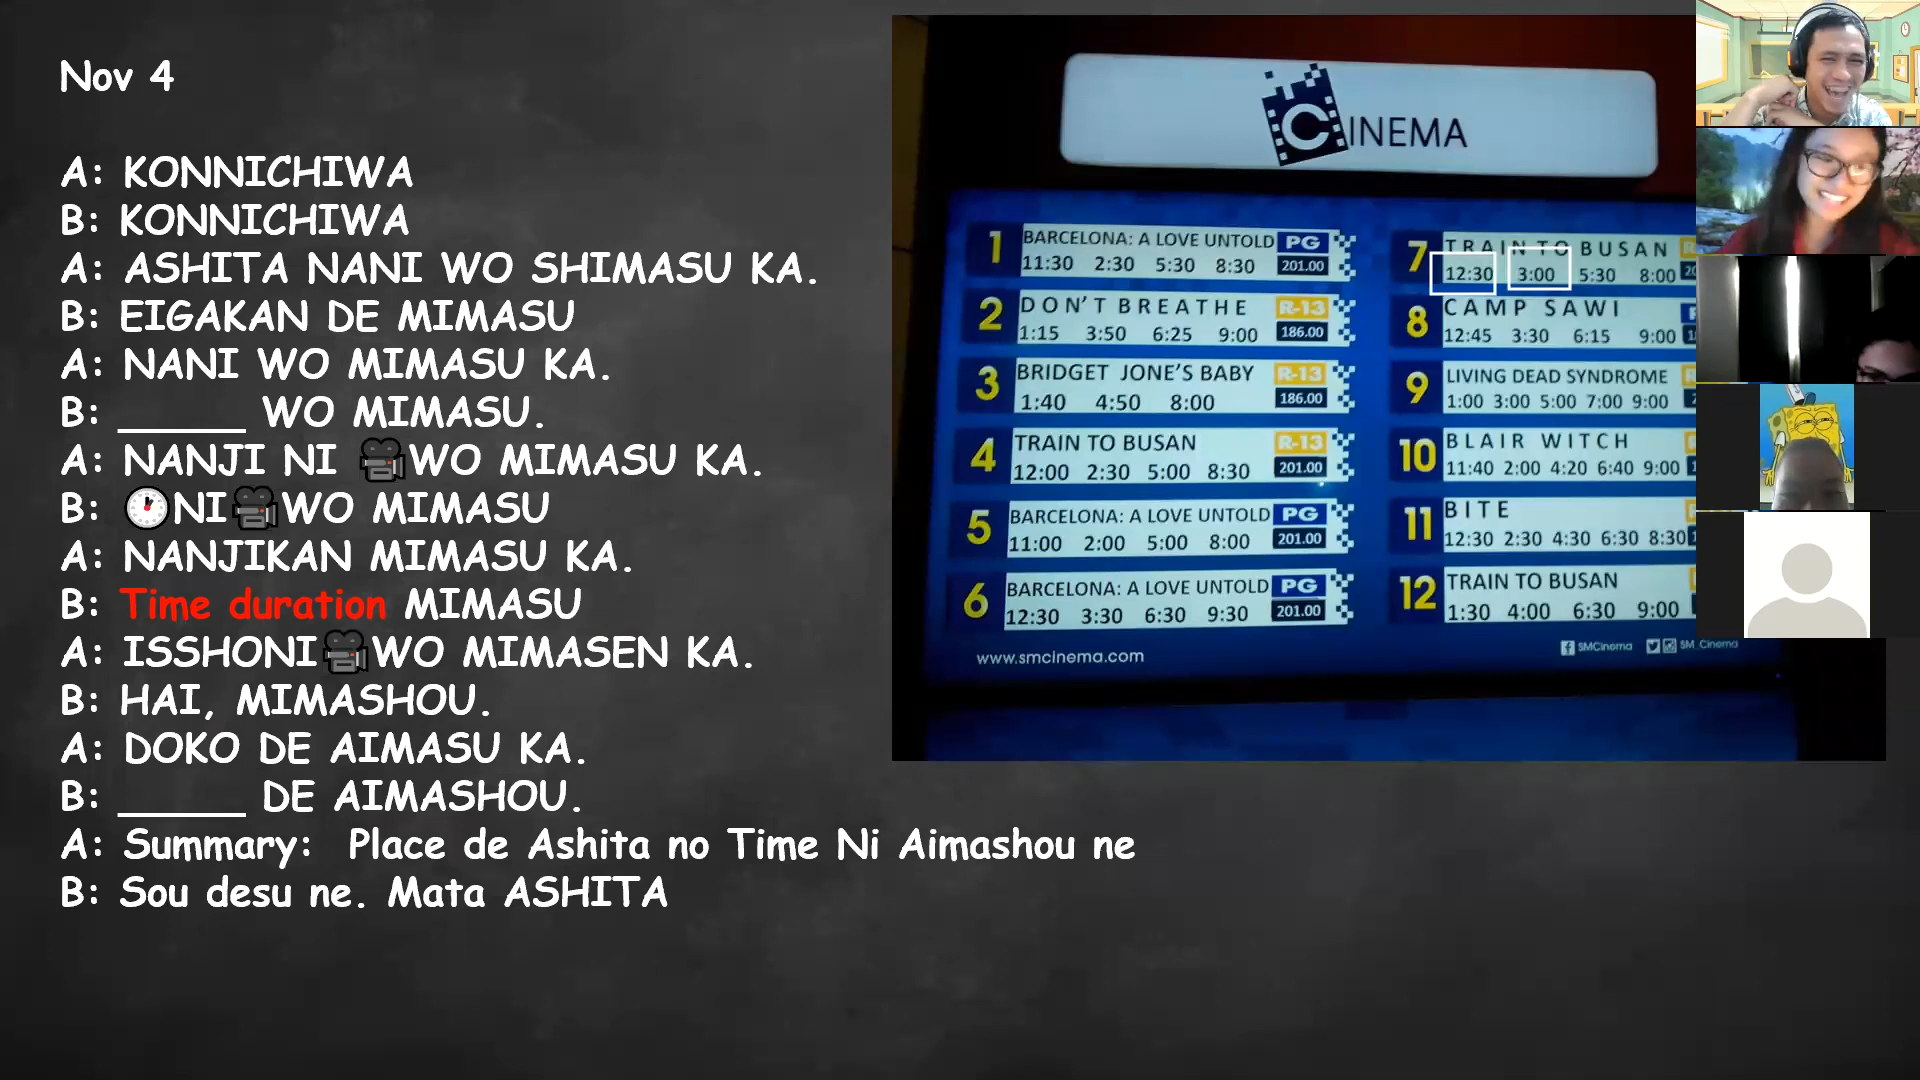 Nov 4
A: KONNICHIWA
B: KONNICHIWA
A: ASHITA NANI WO SHIMASU KA.
B: EIGAKAN DE MIMASU
A: NANI WO MIMASU KA.
B: _____ WO MIMASU.
A: NANJI NI 🎥WO MIMASU KA.
B: 🕐NI🎥WO MIMASU
A: NANJIKAN MIMASU KA.
B: Time duration MIMASU
A: ISSHONI🎥WO MIMASEN KA.
B: HAI, MIMASHOU.
A: DOKO DE AIMASU KA.
B: _____ DE AIMASHOU.
A: Summary: Place de Ashita no Time Ni Aimashou ne
B: Sou desu ne. Mata ASHITA
CINEMA
1 BARCELONA: A LOVE UNTOLD PG
11:30 2:30 5:30 8:30 201.00
2 DON'T BREATHE R-13
1:15 3:50 6:25 9:00 186.00
3 BRIDGET JONE'S BABY R-13
1:40 4:50 8:00 186.00
4 TRAIN TO BUSAN R-13
12:00 2:30 5:00 8:30 201.00
5 BARCELONA: A LOVE UNTOLD PG
11:00 2:00 5:00 8:00 201.00
6 BARCELONA: A LOVE UNTOLD PG
12:30 3:30 6:30 9:30 201.00
7 TRAIN TO BUSAN
12:30 3:00 5:30 8:00
8 CAMP SAWI
12:45 3:30 6:15 9:00
9 LIVING DEAD SYNDROME
1:00 3:00 5:00 7:00 9:00
10 BLAIR WITCH
11:40 2:00 4:20 6:40 9:00
11 BITE
12:30 2:30 4:30 6:30 8:30
12 TRAIN TO BUSAN
1:30 4:00 6:30 9:00
www.smcinema.com
SMCinema SM_Cinema